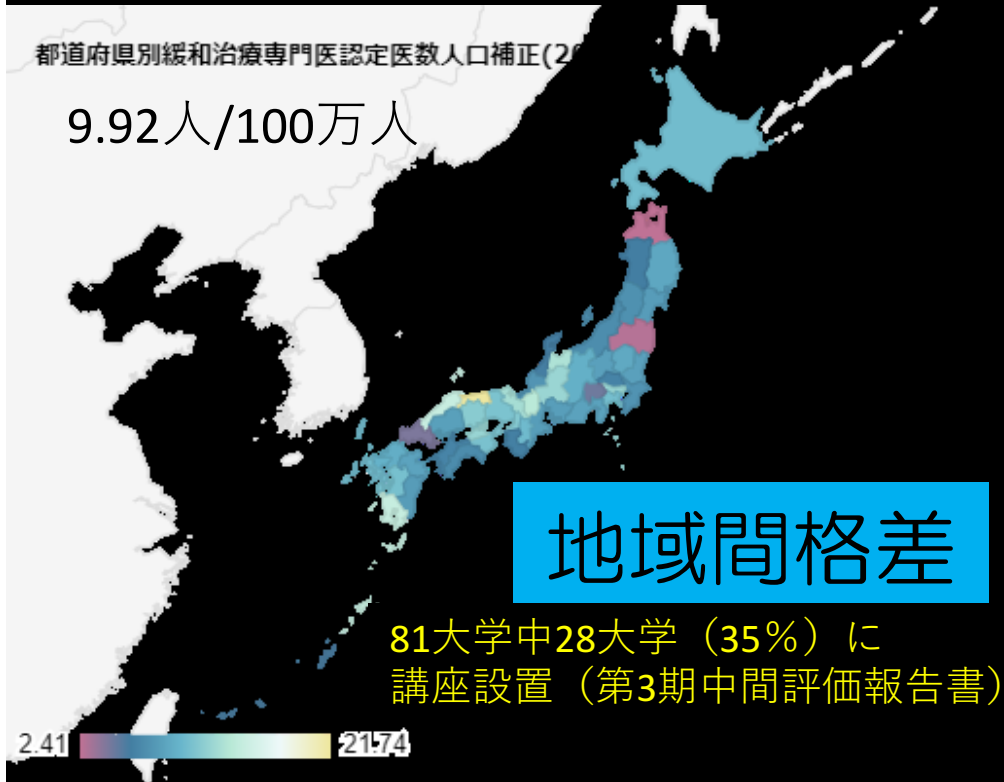 都道府県別緩和治療専門医認定医数人口補正(20
9.92人/100万人
地域間格差
81大学中28大学（35％）に
講座設置（第3期中間評価報告書）
2.41
21.74